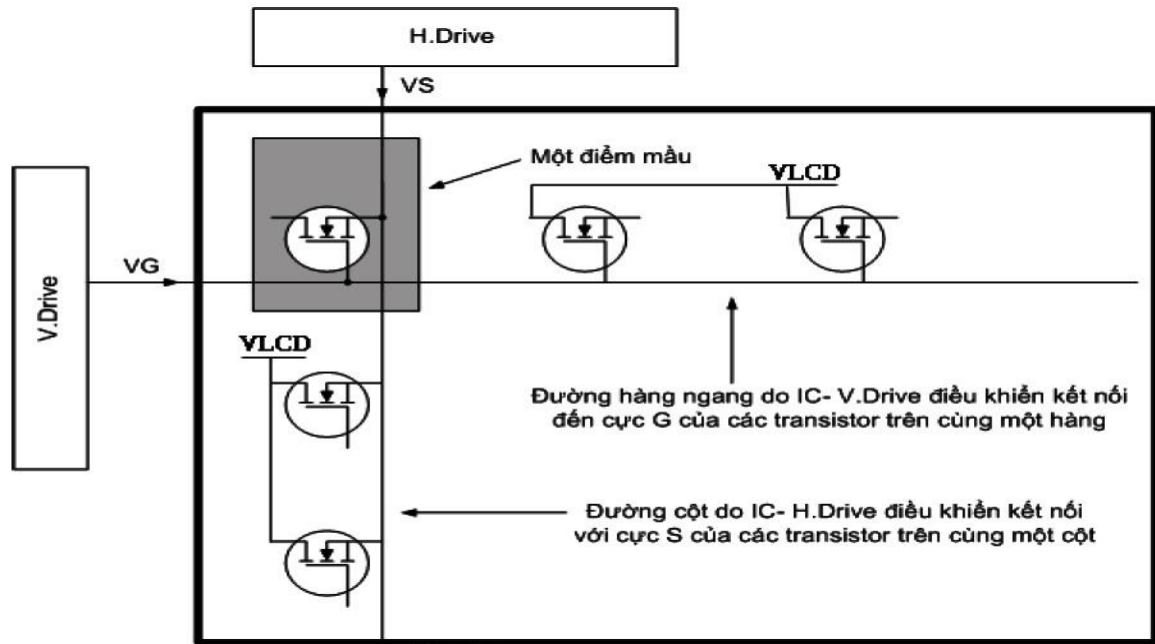 H.Drive
VS
Một điểm mầu
VLCD
VG
V.Drive
VLCD
Đường hàng ngang do IC- V.Drive điều khiển kết nối
đến cực G của các transistor trên cùng một hàng
Đường cột do IC- H.Drive điều khiển kết nối
với cực S của các transistor trên cùng một cột